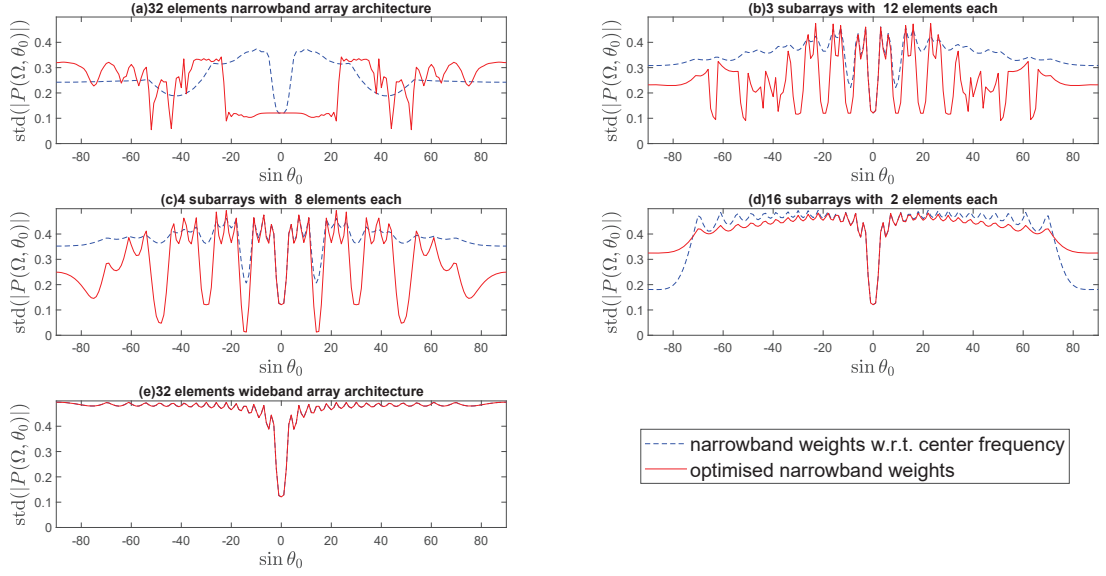 (a)32 elements narrowband array architecture
std(|P(Ω, θ₀)|)
0.4
0.3
0.2
0.1
0
-80 -60 -40 -20 0 20 40 60 80
sin θ₀
(b)3 subarrays with 12 elements each
std(|P(Ω, θ₀)|)
0.4
0.3
0.2
0.1
0
-80 -60 -40 -20 0 20 40 60 80
sin θ₀
(c)4 subarrays with 8 elements each
std(|P(Ω, θ₀)|)
0.4
0.3
0.2
0.1
0
-80 -60 -40 -20 0 20 40 60 80
sin θ₀
(d)16 subarrays with 2 elements each
std(|P(Ω, θ₀)|)
0.4
0.3
0.2
0.1
0
-80 -60 -40 -20 0 20 40 60 80
sin θ₀
(e)32 elements wideband array architecture
std(|P(Ω, θ₀)|)
0.4
0.3
0.2
0.1
0
-80 -60 -40 -20 0 20 40 60 80
sin θ₀
narrowband weights w.r.t. center frequency
optimised narrowband weights